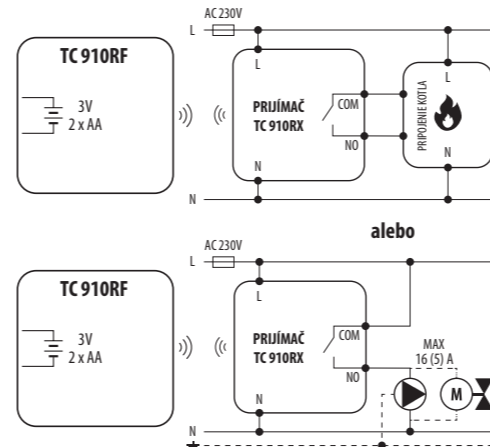 AC 230V
L
TC 910RF
3V
2 x AA
L
PRIJÍMAČ
TC 910RX
COM
NO
N
L
PRIPOJENIE KOTLA
N
N
alebo
AC 230V
L
TC 910RF
3V
2 x AA
L
PRIJÍMAČ
TC 910RX
COM
NO
N
MAX
16 (5) A
M
N